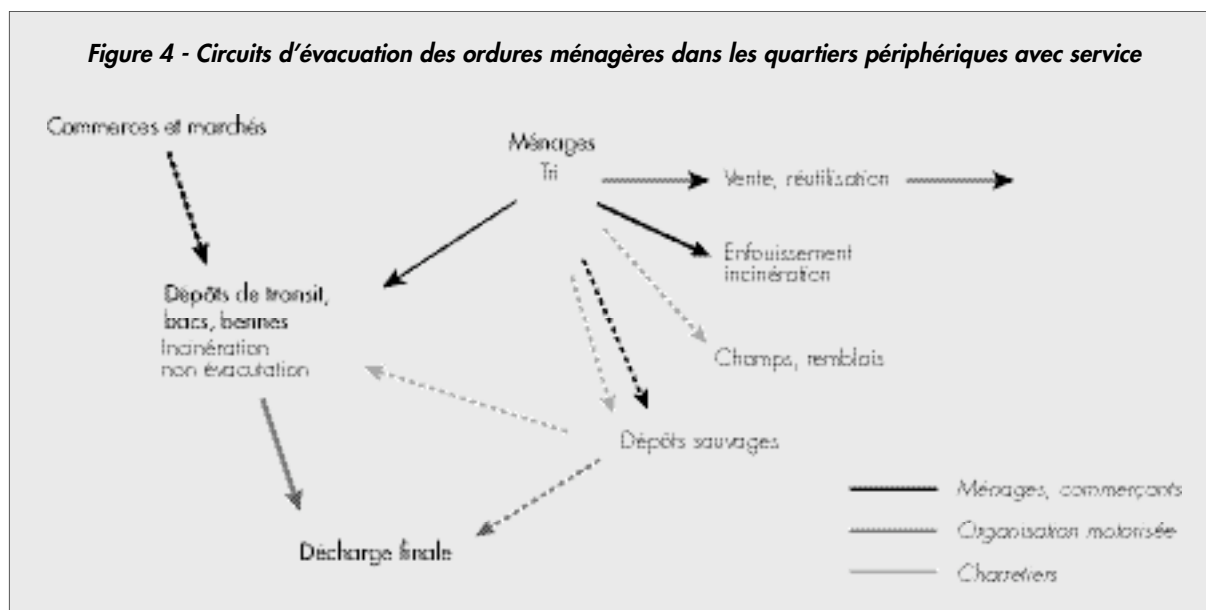 Figure 4 - Circuits d’évacuation des ordures ménagères dans les quartiers périphériques avec service
Commerces et marchés
Ménages
Tri
Vente, réutilisation
Enfouissement
incinération
Dépôts de transit,
bacs, bennes
Incinération
non évacutation
Champs, remblais
Dépôts sauvages
Décharge finale
Ménages, commerçants
Organisation motorisée
Charretiers